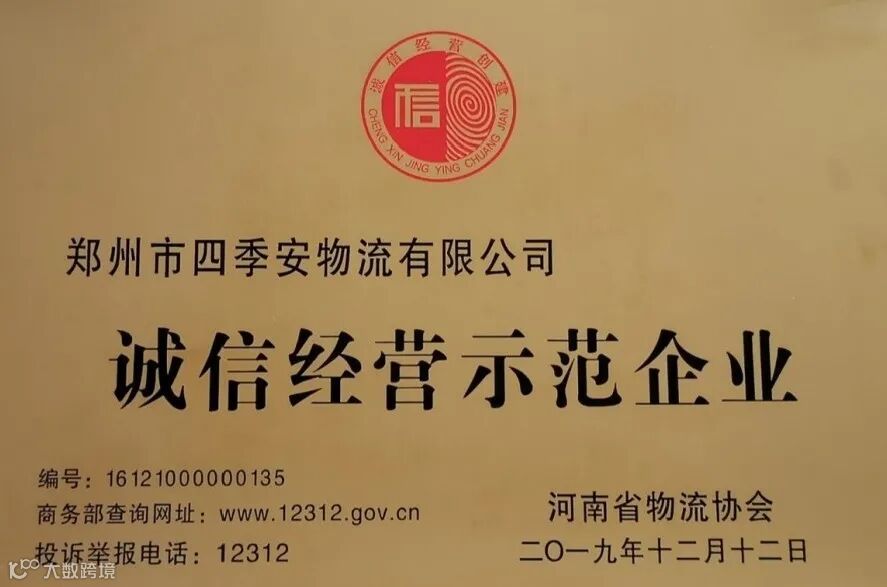 诚信经营创建
信
CHENG XIN JING YING CHUANG JIAN
郑州市四季安物流有限公司
诚信经营示范企业
编号：16121000000135
商务部查询网址：www.12312.gov.cn
投诉举报电话：12312
河南省物流协会
二〇一九年十二月十二日
大数跨境